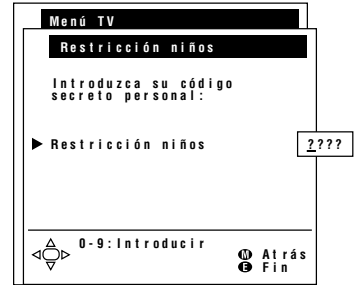 Menú TV
Restricción niños
Introduzca su código
secreto personal:
Restricción niños
????
0-9:Introducir
M Atrás
E Fin